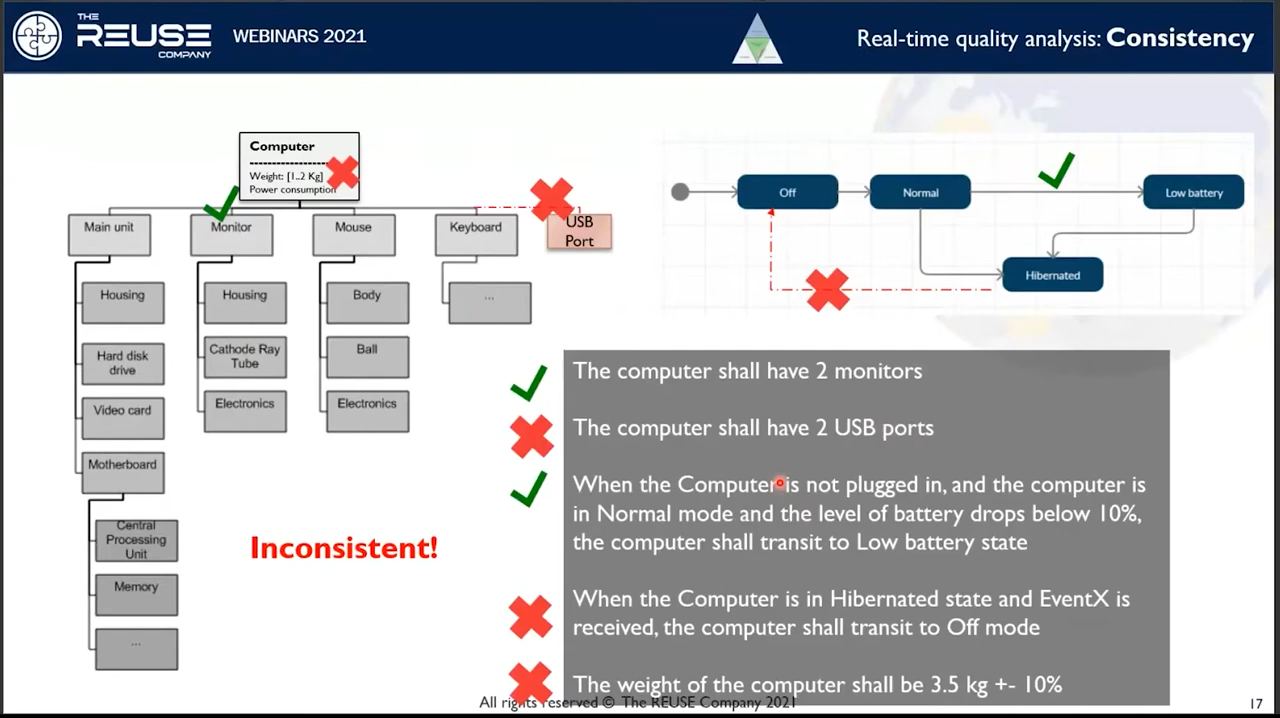 THE
REUSE
COMPANY
WEBINARS 2021
Real-time quality analysis: Consistency
Computer
Weight: [1..2 Kg]
Power consumption
Main unit
Monitor
Mouse
Keyboard
USB
Port
Housing
Hard disk
drive
Video card
Motherboard
Central
Processing
Unit
Memory
...
Housing
Cathode Ray
Tube
Electronics
Body
Ball
Electronics
...
Off
Normal
Low battery
Hibernated
The computer shall have 2 monitors
The computer shall have 2 USB ports
When the Computer is not plugged in, and the computer is
in Normal mode and the level of battery drops below 10%,
the computer shall transit to Low battery state
When the Computer is in Hibernated state and EventX is
received, the computer shall transit to Off mode
The weight of the computer shall be 3.5 kg +- 10%
Inconsistent!
All rights reserved © The REUSE Company 2021
17